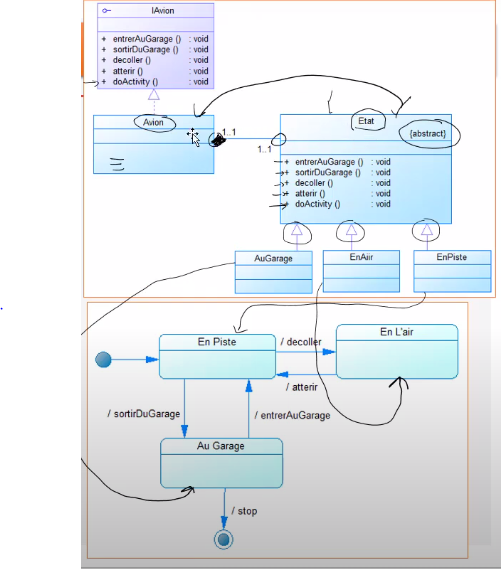 IAvion
+ entrerAuGarage () : void
+ sortirDuGarage () : void
+ decoller () : void
+ atterir () : void
+ doActivity () : void
Avion
1..1
1..1
Etat
{abstract}
+ entrerAuGarage () : void
+ sortirDuGarage () : void
+ decoller () : void
+ atterir () : void
+ doActivity () : void
AuGarage
EnAiir
EnPiste
En Piste
/ decoller
En L'air
/ atterir
/ sortirDuGarage
/ entrerAuGarage
Au Garage
/ stop